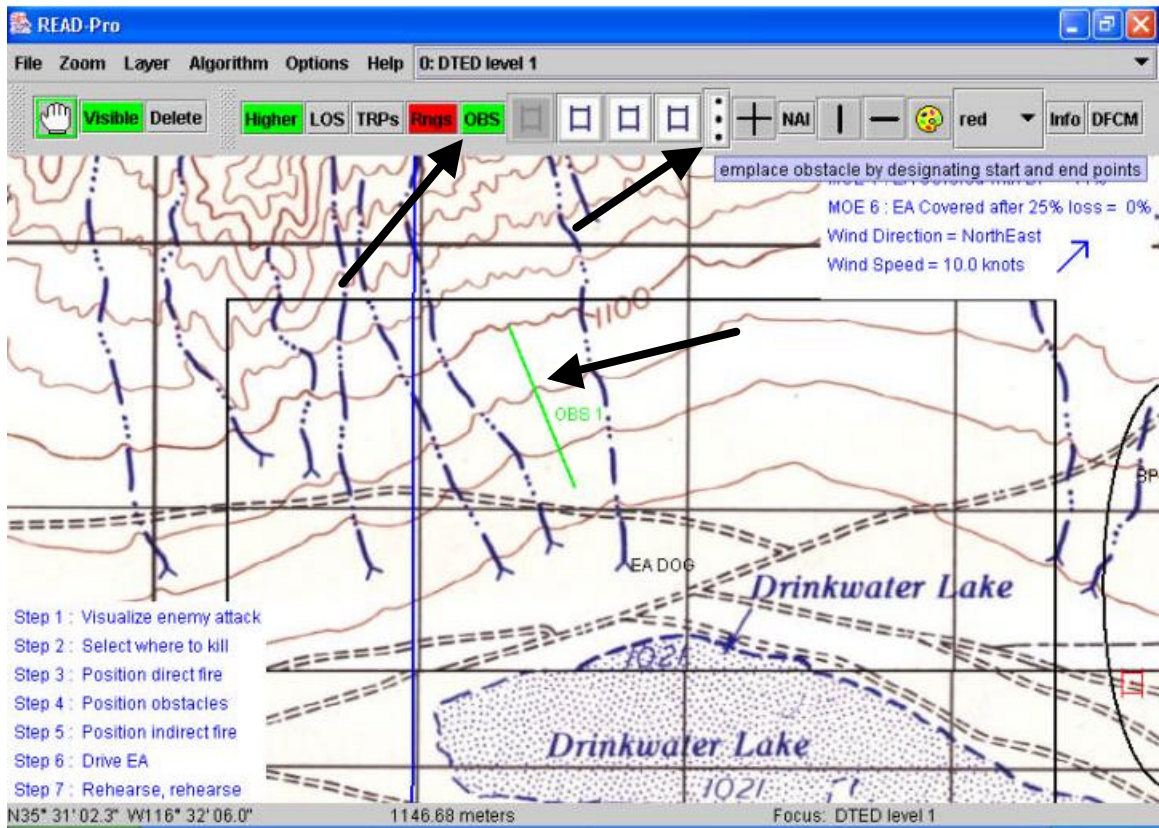 READ-Pro
File Zoom Layer Algorithm Options Help 0: DTED level 1
Visible Delete Higher LOS TRPs Rngs OBS NAI red Info DFCM
emplace obstacle by designating start and end points
MOE 6 : EA Covered after 25% loss = 0%
Wind Direction = NorthEast
Wind Speed = 10.0 knots
1100
OBS 1
EA DOG
Drinkwater Lake
1021
Drinkwater Lake
1021
Step 1 : Visualize enemy attack
Step 2 : Select where to kill
Step 3 : Position direct fire
Step 4 : Position obstacles
Step 5 : Position indirect fire
Step 6 : Drive EA
Step 7 : Rehearse, rehearse
N35° 31' 02.3" W116° 32' 06.0" 1146.68 meters Focus: DTED level 1